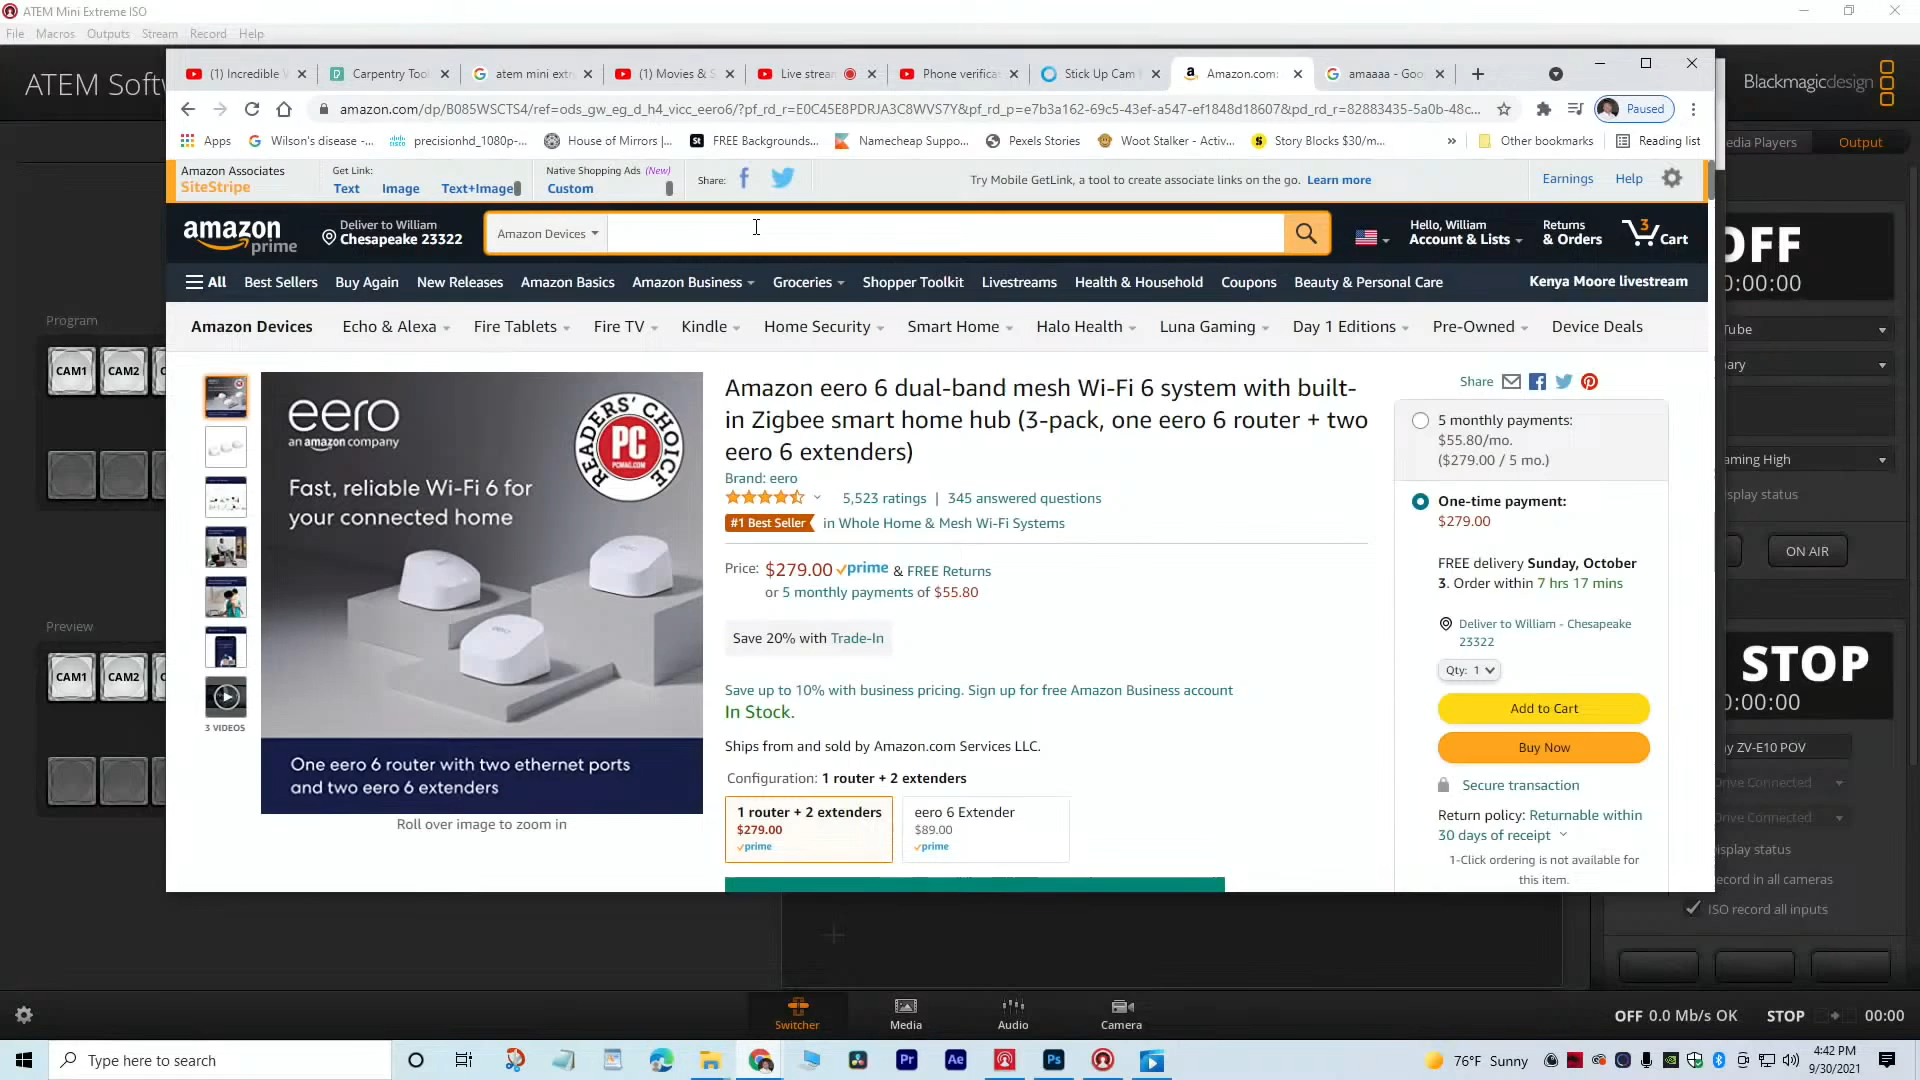 ATEM Mini Extreme ISO
File Macros Outputs Stream Record Help
ATEM Softw
Blackmagicdesign
(1) Incredible
Carpentry Too
atem mini extr
(1) Movies & S
Live strea
Phone verifica
Stick Up Cam
Amazon.com:
amaaaa - Goo
amazon.com/dp/B085WSCTS4/ref=ods_gw_eg_d_h4_vicc_eero6/?pf_rd_r=E0C45E8PDRJA3C8WVS7Y&pf_rd_p=e7b3a162-69c5-43ef-a547-ef1848d18607&pd_rd_r=82883435-5a0b-48c...
Paused
Apps
Wilson's disease -...
precisionhd_1080p-...
House of Mirrors |...
FREE Backgrounds...
Namecheap Suppo...
Pexels Stories
Woot Stalker - Activ...
Story Blocks $30/m...
»
Other bookmarks
Reading list
edia Players
Output
Amazon Associates
SiteStripe
Get Link:
Text Image Text+Image
Native Shopping Ads (New)
Custom
Share:
Try Mobile GetLink, a tool to create associate links on the go. Learn more
Earnings
Help
amazon
prime
Deliver to William
Chesapeake 23322
Amazon Devices
Hello, William
Account & Lists
Returns
& Orders
3
Cart
All Best Sellers Buy Again New Releases Amazon Basics Amazon Business Groceries Shopper Toolkit Livestreams Health & Household Coupons Beauty & Personal Care
Kenya Moore livestream
Amazon Devices Echo & Alexa Fire Tablets Fire TV Kindle Home Security Smart Home Halo Health Luna Gaming Day 1 Editions Pre-Owned Device Deals
3 VIDEOS
eero
an amazon company
READERS' CHOICE
PC
PCMAG.COM
Fast, reliable Wi-Fi 6 for
your connected home
eero
eero
eero
One eero 6 router with two ethernet ports
and two eero 6 extenders
Roll over image to zoom in
Amazon eero 6 dual-band mesh Wi-Fi 6 system with built-
in Zigbee smart home hub (3-pack, one eero 6 router + two
eero 6 extenders)
Brand: eero
5,523 ratings | 345 answered questions
#1 Best Seller in Whole Home & Mesh Wi-Fi Systems
Price: $279.00 prime & FREE Returns
or 5 monthly payments of $55.80
Save 20% with Trade-In
Save up to 10% with business pricing. Sign up for free Amazon Business account
In Stock.
Ships from and sold by Amazon.com Services LLC.
Configuration: 1 router + 2 extenders
1 router + 2 extenders
$279.00
prime
eero 6 Extender
$89.00
prime
Share
5 monthly payments:
$55.80/mo.
($279.00 / 5 mo.)
One-time payment:
$279.00
FREE delivery Sunday, October
3. Order within 7 hrs 17 mins
Deliver to William - Chesapeake
23322
Qty: 1
Add to Cart
Buy Now
Secure transaction
Return policy: Returnable within
30 days of receipt
1-Click ordering is not available for
this item.
Program
CAM1 CAM2 C
Preview
CAM1 CAM2 C
OFF
0:00:00
Tube
ary
aming High
splay status
ON AIR
STOP
0:00:00
y ZV-E10 POV
Drive Connected
Drive Connected
isplay status
ecord in all cameras
ISO record all inputs
Switcher
Media
Audio
Camera
OFF 0.0 Mb/s OK
STOP
00:00
Type here to search
Pr
Ae
Ps
76°F Sunny
4:42 PM
9/30/2021